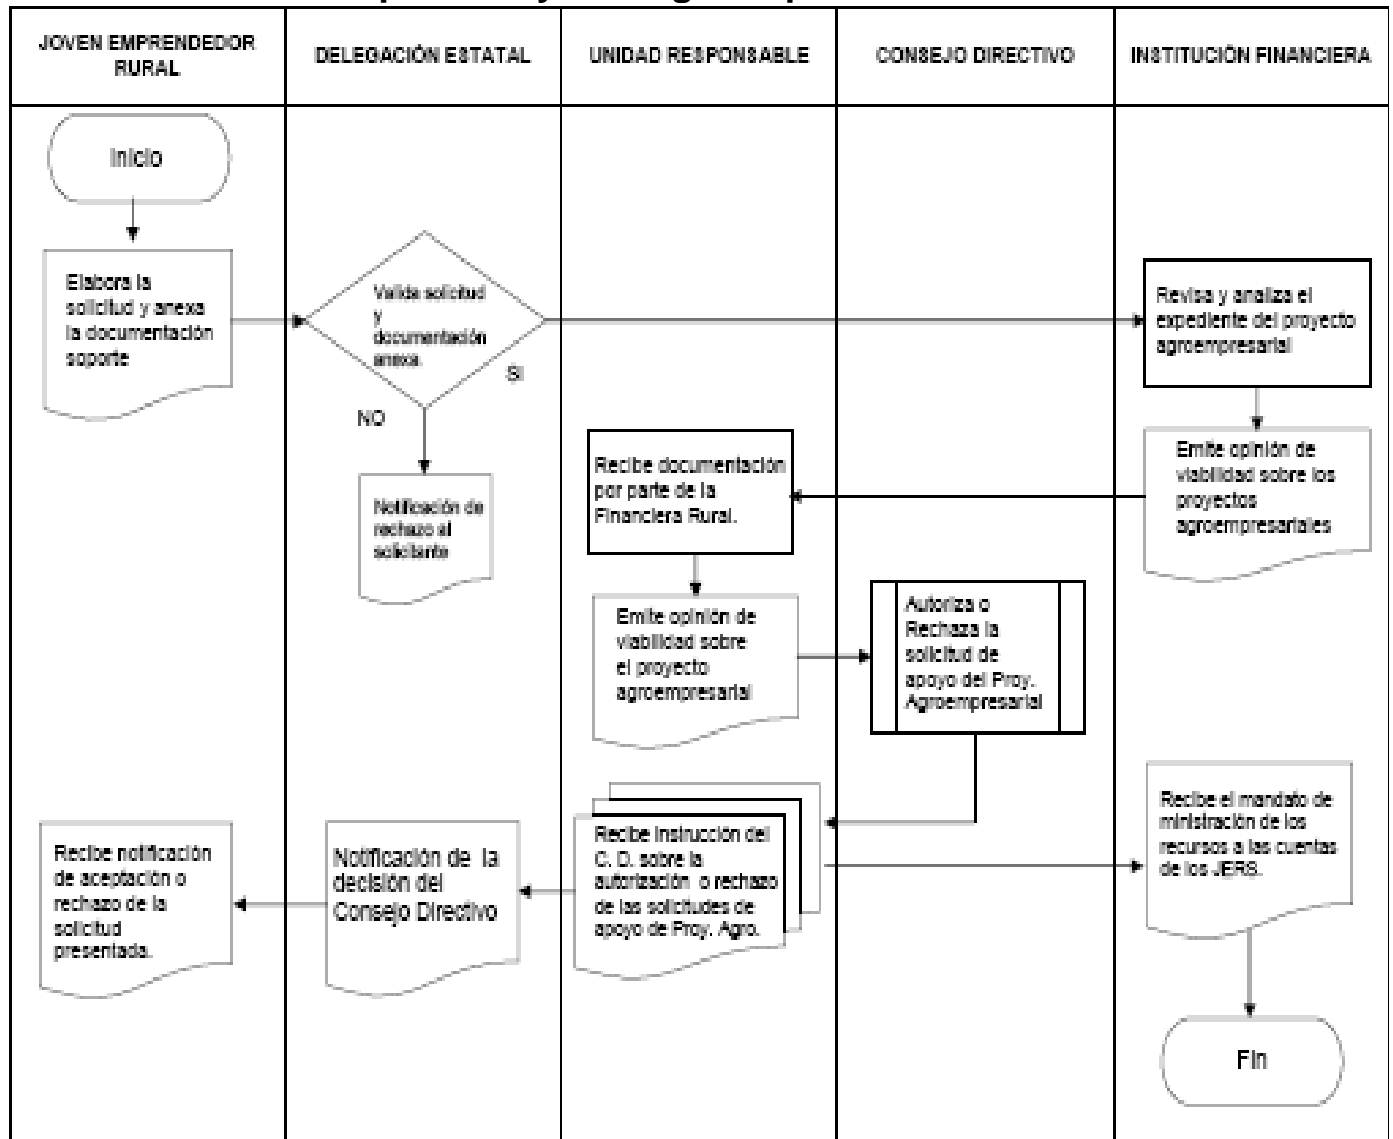 JOVEN EMPRENDEDOR
RURAL
DELEGACIÓN ESTATAL
UNIDAD RESPONSABLE
CONSEJO DIRECTIVO
INSTITUCIÓN FINANCIERA
Inicio
Elabora la
solicitud y anexa
la documentación
soporte
Valida solicitud
y
documentación
anexa.
SI
NO
Notificación de
rechazo al
solicitante
Revisa y analiza el
expediente del proyecto
agroempresarial
Emite opinión de
viabilidad sobre los
proyectos
agroempresariales
Recibe documentación
por parte de la
Financiera Rural.
Emite opinión de
viabilidad sobre
el proyecto
agroempresarial
Autoriza o
Rechaza la
solicitud de
apoyo del Proy.
Agroempresarial
Recibe instrucción del
C. D. sobre la
autorización o rechazo
de las solicitudes de
apoyo de Proy. Agro.
Notificación de la
decisión del
Consejo Directivo
Recibe notificación
de aceptación o
rechazo de la
solicitud
presentada.
Recibe el mandato de
ministración de los
recursos a las cuentas
de los JERS.
Fin